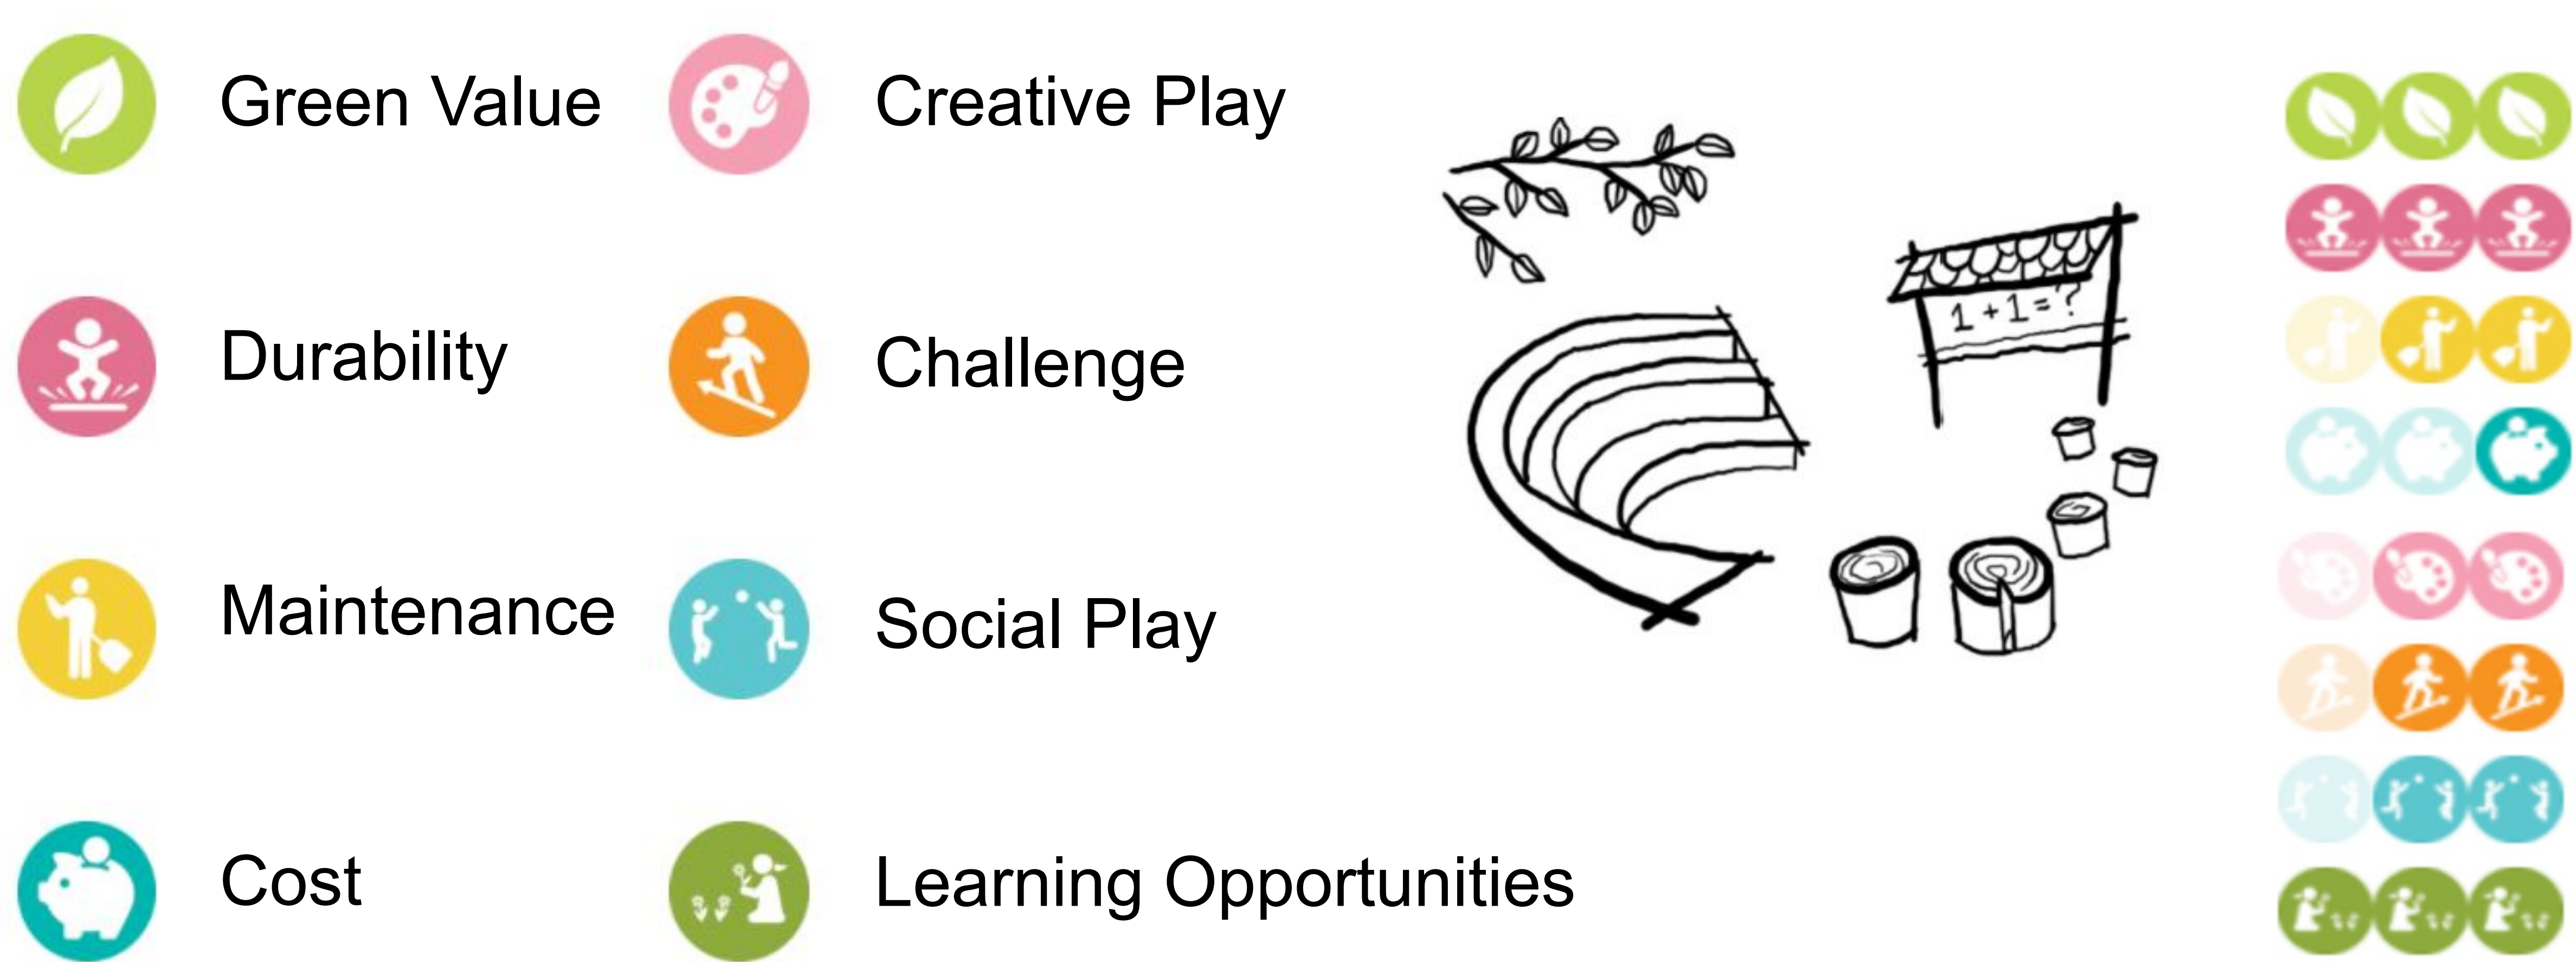 Green Value
Creative Play
Durability
Challenge
Maintenance
Social Play
Cost
Learning Opportunities
1+1=?